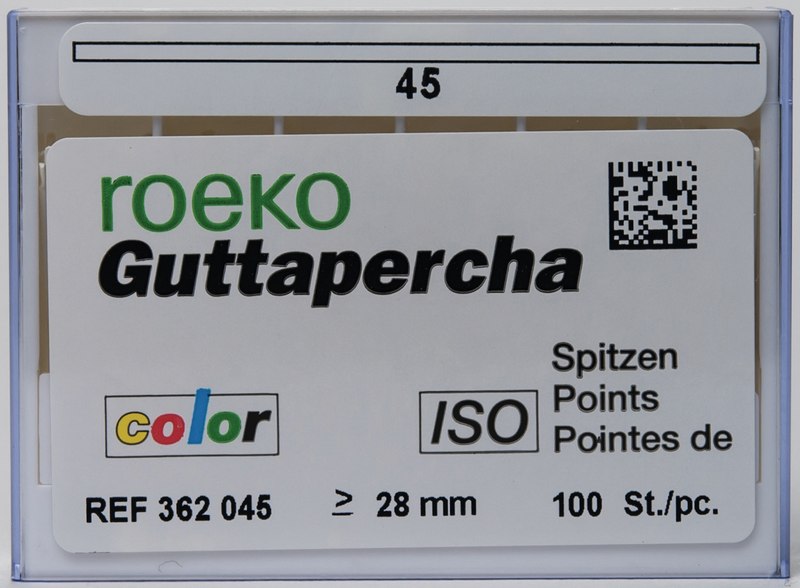 45
roeko
Guttapercha
color
ISO
Spitzen
Points
Pointes de
REF 362 045 ≥ 28 mm 100 St./pc.